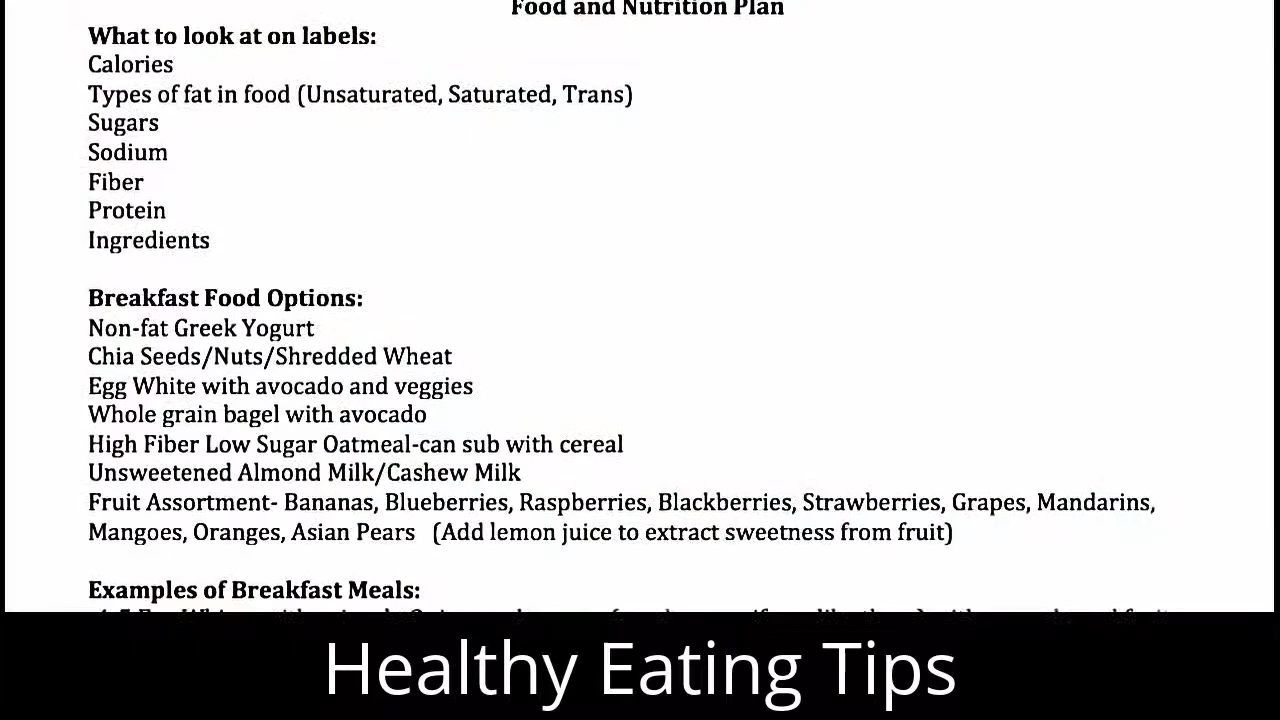 Food and Nutrition Plan
What to look at on labels:
Calories
Types of fat in food (Unsaturated, Saturated, Trans)
Sugars
Sodium
Fiber
Protein
Ingredients
Breakfast Food Options:
Non-fat Greek Yogurt
Chia Seeds/Nuts/Shredded Wheat
Egg White with avocado and veggies
Whole grain bagel with avocado
High Fiber Low Sugar Oatmeal-can sub with cereal
Unsweetened Almond Milk/Cashew Milk
Fruit Assortment- Bananas, Blueberries, Raspberries, Blackberries, Strawberries, Grapes, Mandarins,
Mangoes, Oranges, Asian Pears (Add lemon juice to extract sweetness from fruit)
Examples of Breakfast Meals:
Healthy Eating Tips